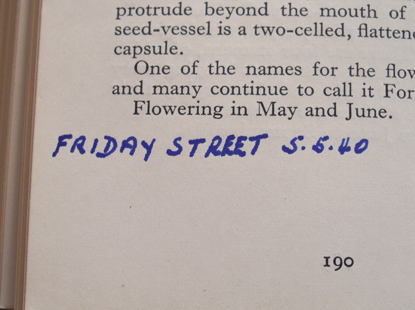 protrude beyond the mouth of
seed-vessel is a two-celled, flattene
capsule.
One of the names for the flow
and many continue to call it For
Flowering in May and June.
FRIDAY STREET 5.5.40
190